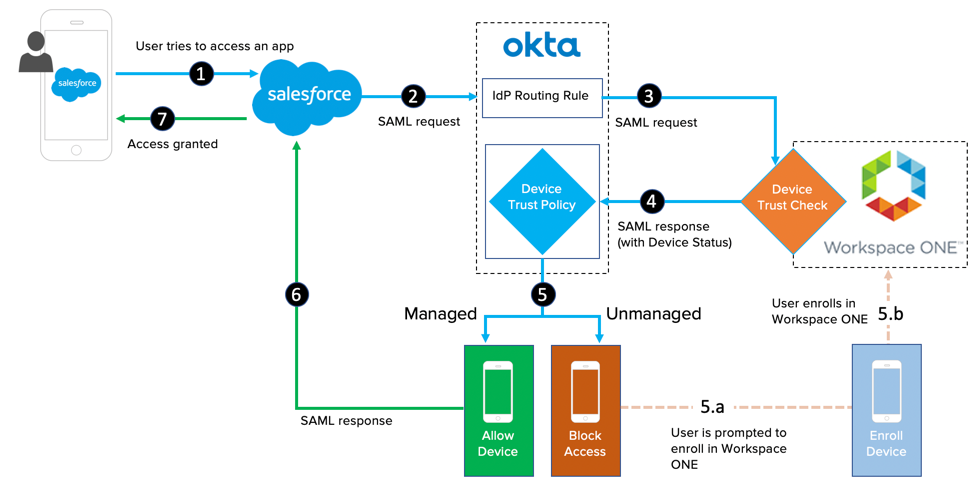 User tries to access an app
1
salesforce
salesforce
7
Access granted
2
SAML request
okta
IdP Routing Rule
3
SAML request
Device
Trust Policy
4
SAML response
(with Device Status)
Device
Trust Check
Workspace ONE™
5
Managed
Unmanaged
6
SAML response
Allow
Device
Block
Access
5.a
User is prompted to
enroll in Workspace
ONE
Enroll
Device
User enrolls in
Workspace ONE
5.b